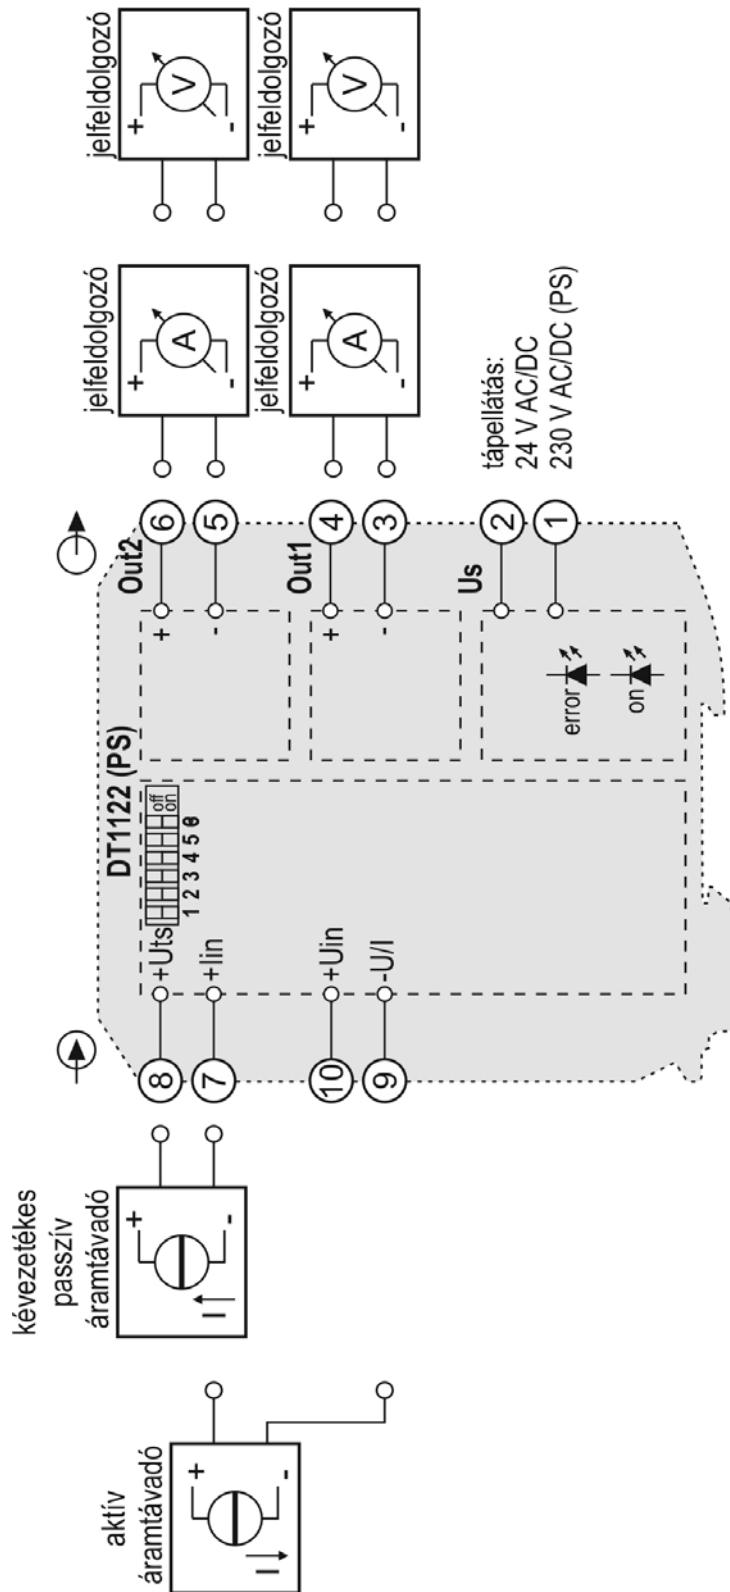 aktív
áramtávadó
+
-
I
kévezetékes
passzív
áramtávadó
+
-
I
8
7
10
9
+Uts
+Iin
+Uin
-U/I
DT1122 (PS)
off
on
1 2 3 4 5 6
Out2
+
-
Out1
+
-
Us
error
on
6
5
4
3
2
1
tápellátás:
24 V AC/DC
230 V AC/DC (PS)
jelfeldolgozó
+
A
-
jelfeldolgozó
+
A
-
jelfeldolgozó
+
V
-
jelfeldolgozó
+
V
-